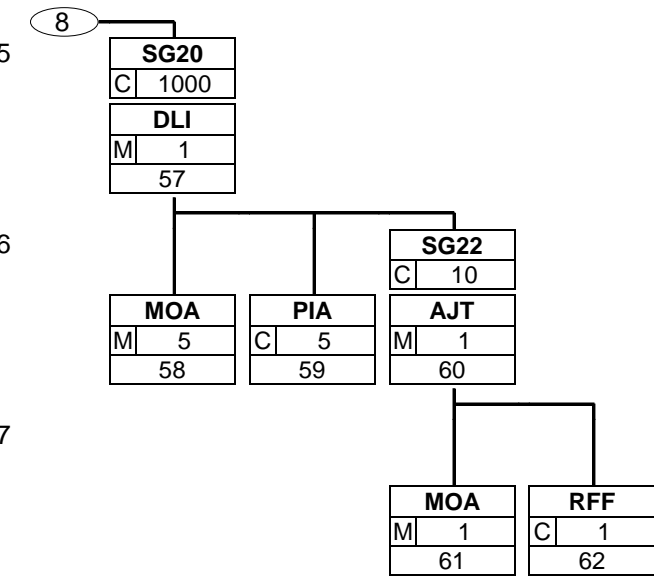 8
5
SG20
C 1000
DLI
M 1
57
6
SG22
C 10
MOA PIA AJT
M 5 C 5 M 1
58 59 60
7
MOA RFF
M 1 C 1
61 62